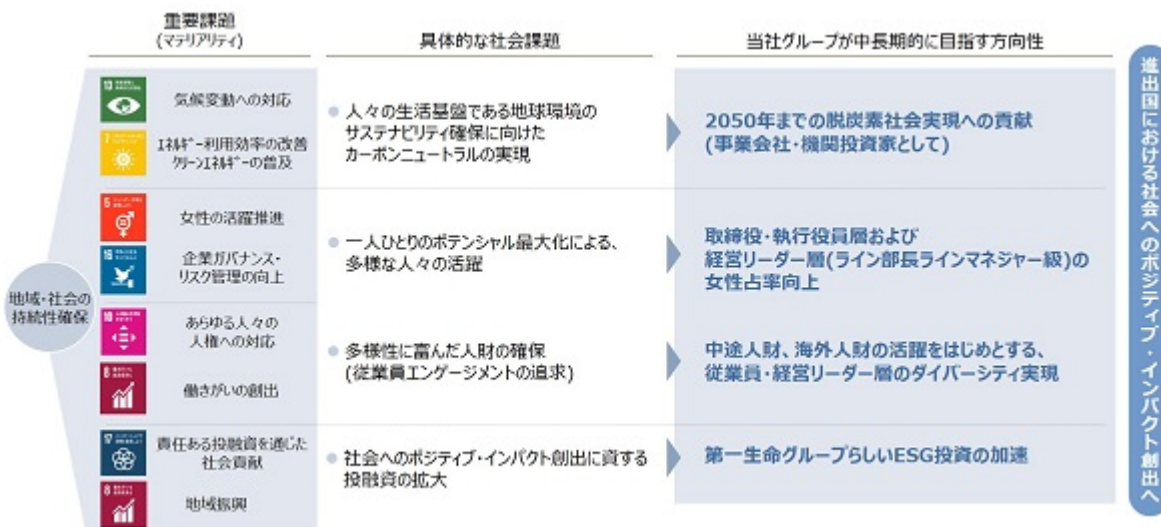 重要課題
(マテリアリティ)
具体的な社会課題
当社グループが中長期的に目指す方向性
地域・社会の
持続性確保
13
気候変動への対応
7
エネルギー利用効率の改善
クリーンエネルギーの普及
人々の生活基盤である地球環境の
サステナビリティ確保に向けた
カーボンニュートラルの実現
2050年までの脱炭素社会実現への貢献
(事業会社・機関投資家として)
5
女性の活躍推進
16
企業ガバナンス・
リスク管理の向上
一人ひとりのポテンシャル最大化による、
多様な人々の活躍
取締役・執行役員層および
経営リーダー層(ライン部長ラインマネジャー級)の
女性占率向上
10
あらゆる人々の
人権への対応
8
働きがいの創出
多様性に富んだ人財の確保
(従業員エンゲージメントの追求)
中途人財、海外人財の活躍をはじめとする、
従業員・経営リーダー層のダイバーシティ実現
17
責任ある投融資を通じた
社会貢献
8
地域振興
社会へのポジティブ・インパクト創出に資する
投融資の拡大
第一生命グループらしいESG投資の加速
進出国における社会へのポジティブ・インパクト創出へ